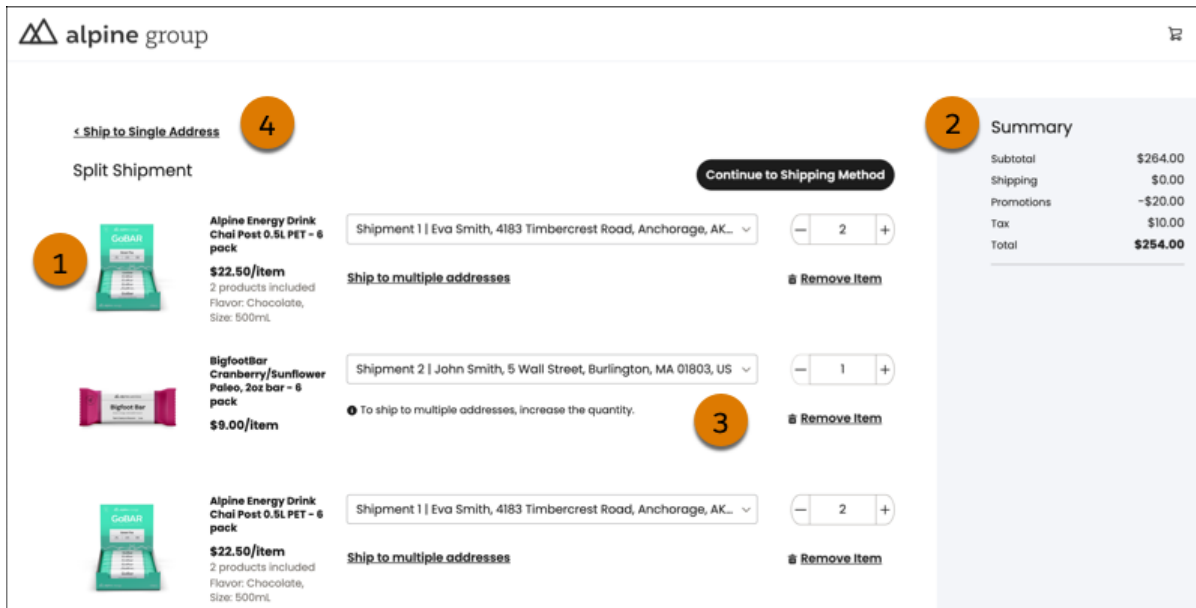 alpine group
< Ship to Single Address
4
Split Shipment
Continue to Shipping Method
1
GoBAR
Alpine Energy Drink
Chai Post 0.5L PET - 6
pack
$22.50/item
2 products included
Flavor: Chocolate,
Size: 500mL
Shipment 1 | Eva Smith, 4183 Timbercrest Road, Anchorage, AK...
2
Ship to multiple addresses
Remove Item
Bigfoot Bar
BigfootBar
Cranberry/Sunflower
Paleo, 2oz bar - 6
pack
$9.00/item
Shipment 2 | John Smith, 5 Wall Street, Burlington, MA 01803, US
1
To ship to multiple addresses, increase the quantity.
3
Remove Item
GoBAR
Alpine Energy Drink
Chai Post 0.5L PET - 6
pack
$22.50/item
2 products included
Flavor: Chocolate,
Size: 500mL
Shipment 1 | Eva Smith, 4183 Timbercrest Road, Anchorage, AK...
2
Ship to multiple addresses
Remove Item
2
Summary
Subtotal $264.00
Shipping $0.00
Promotions -$20.00
Tax $10.00
Total $254.00